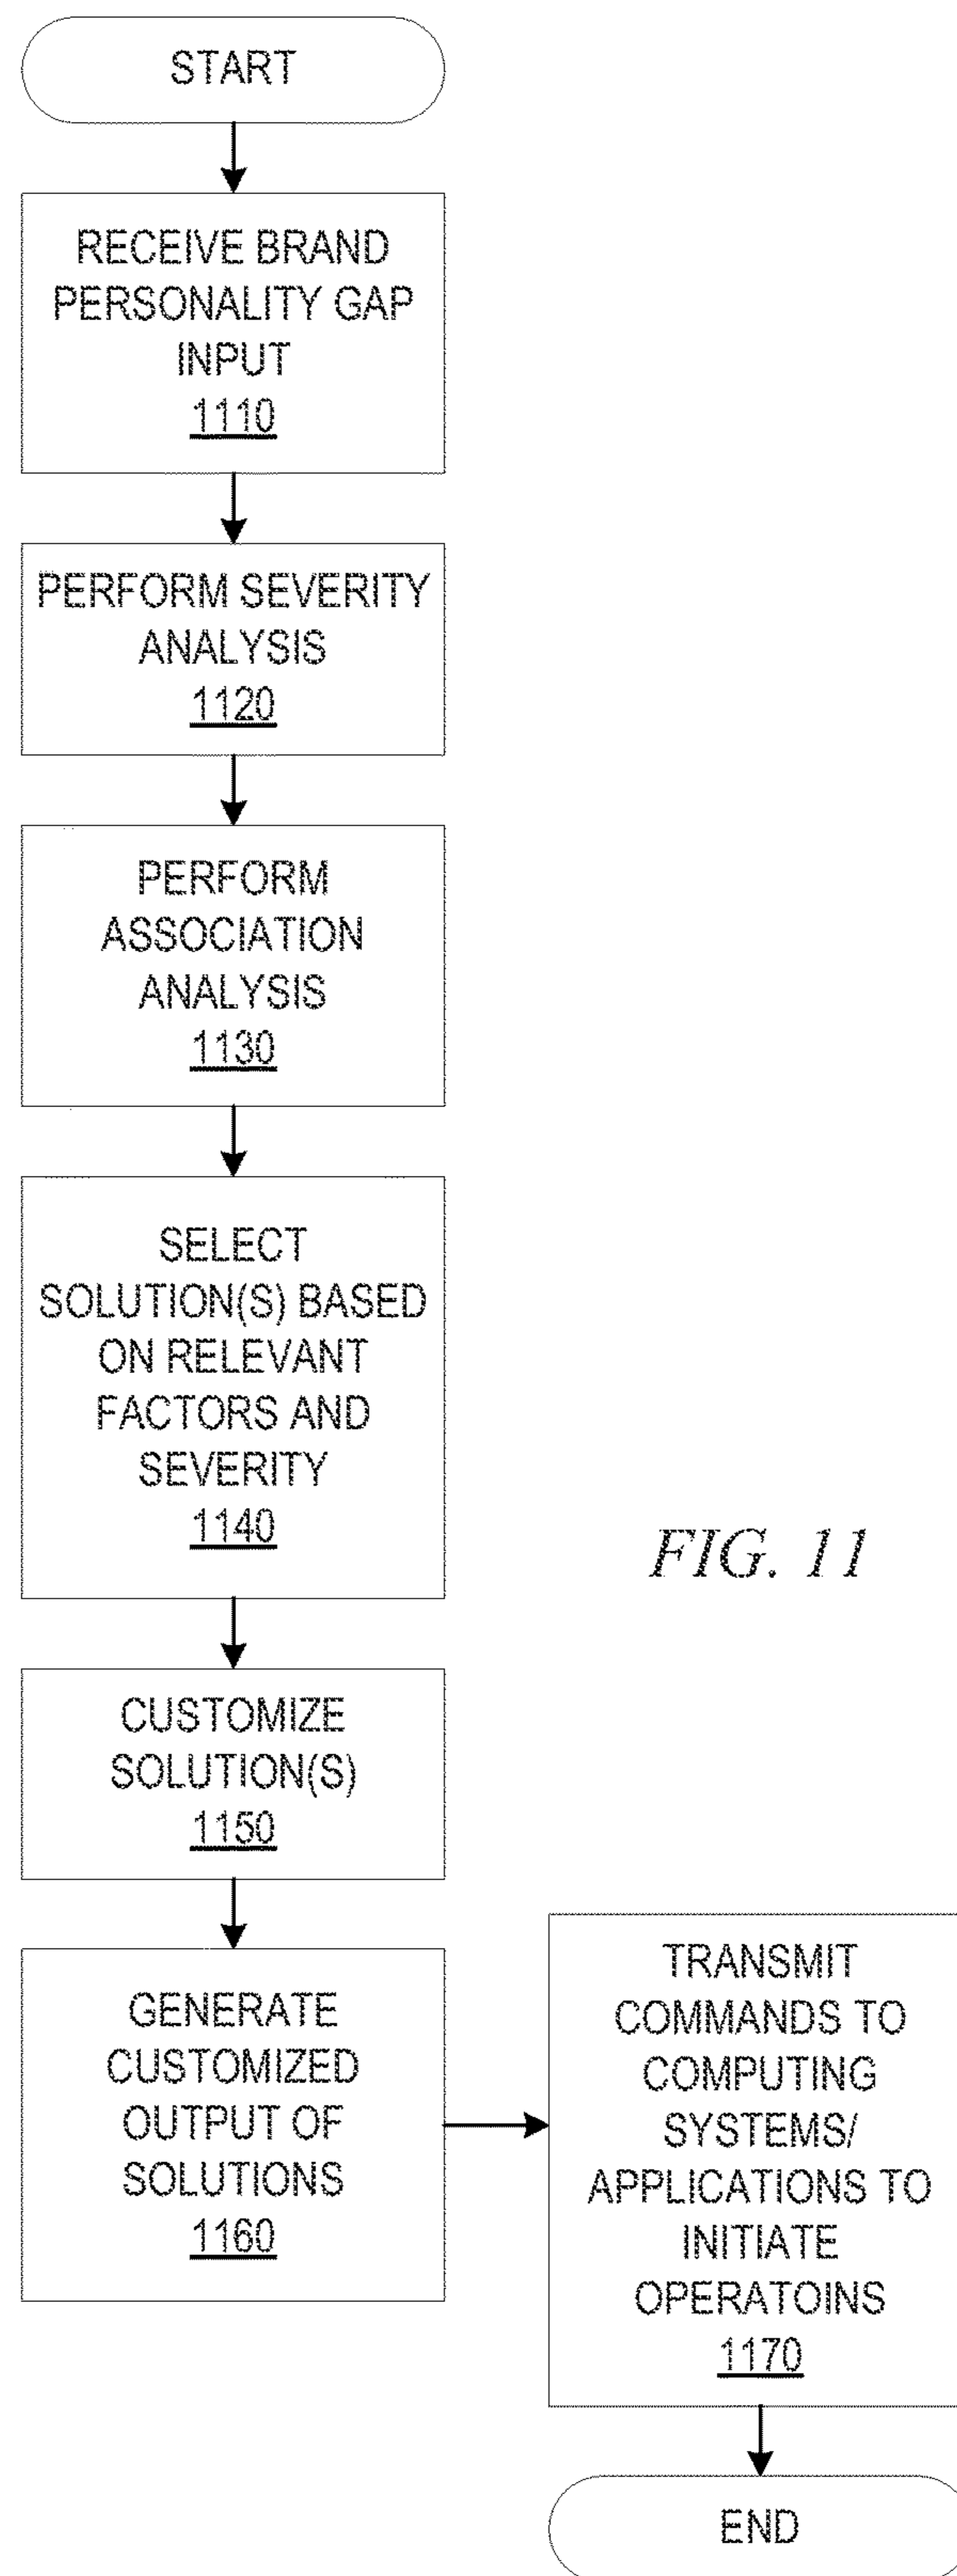 START
RECEIVE BRAND
PERSONALITY GAP
INPUT
1110
PERFORM SEVERITY
ANALYSIS
1120
PERFORM
ASSOCIATION
ANALYSIS
1130
SELECT
SOLUTION(S) BASED
ON RELEVANT
FACTORS AND
SEVERITY
1140
FIG. 11
CUSTOMIZE
SOLUTION(S)
1150
GENERATE
CUSTOMIZED
OUTPUT OF
SOLUTIONS
1160
TRANSMIT
COMMANDS TO
COMPUTING
SYSTEMS/
APPLICATIONS TO
INITIATE
OPERATOINS
1170
END